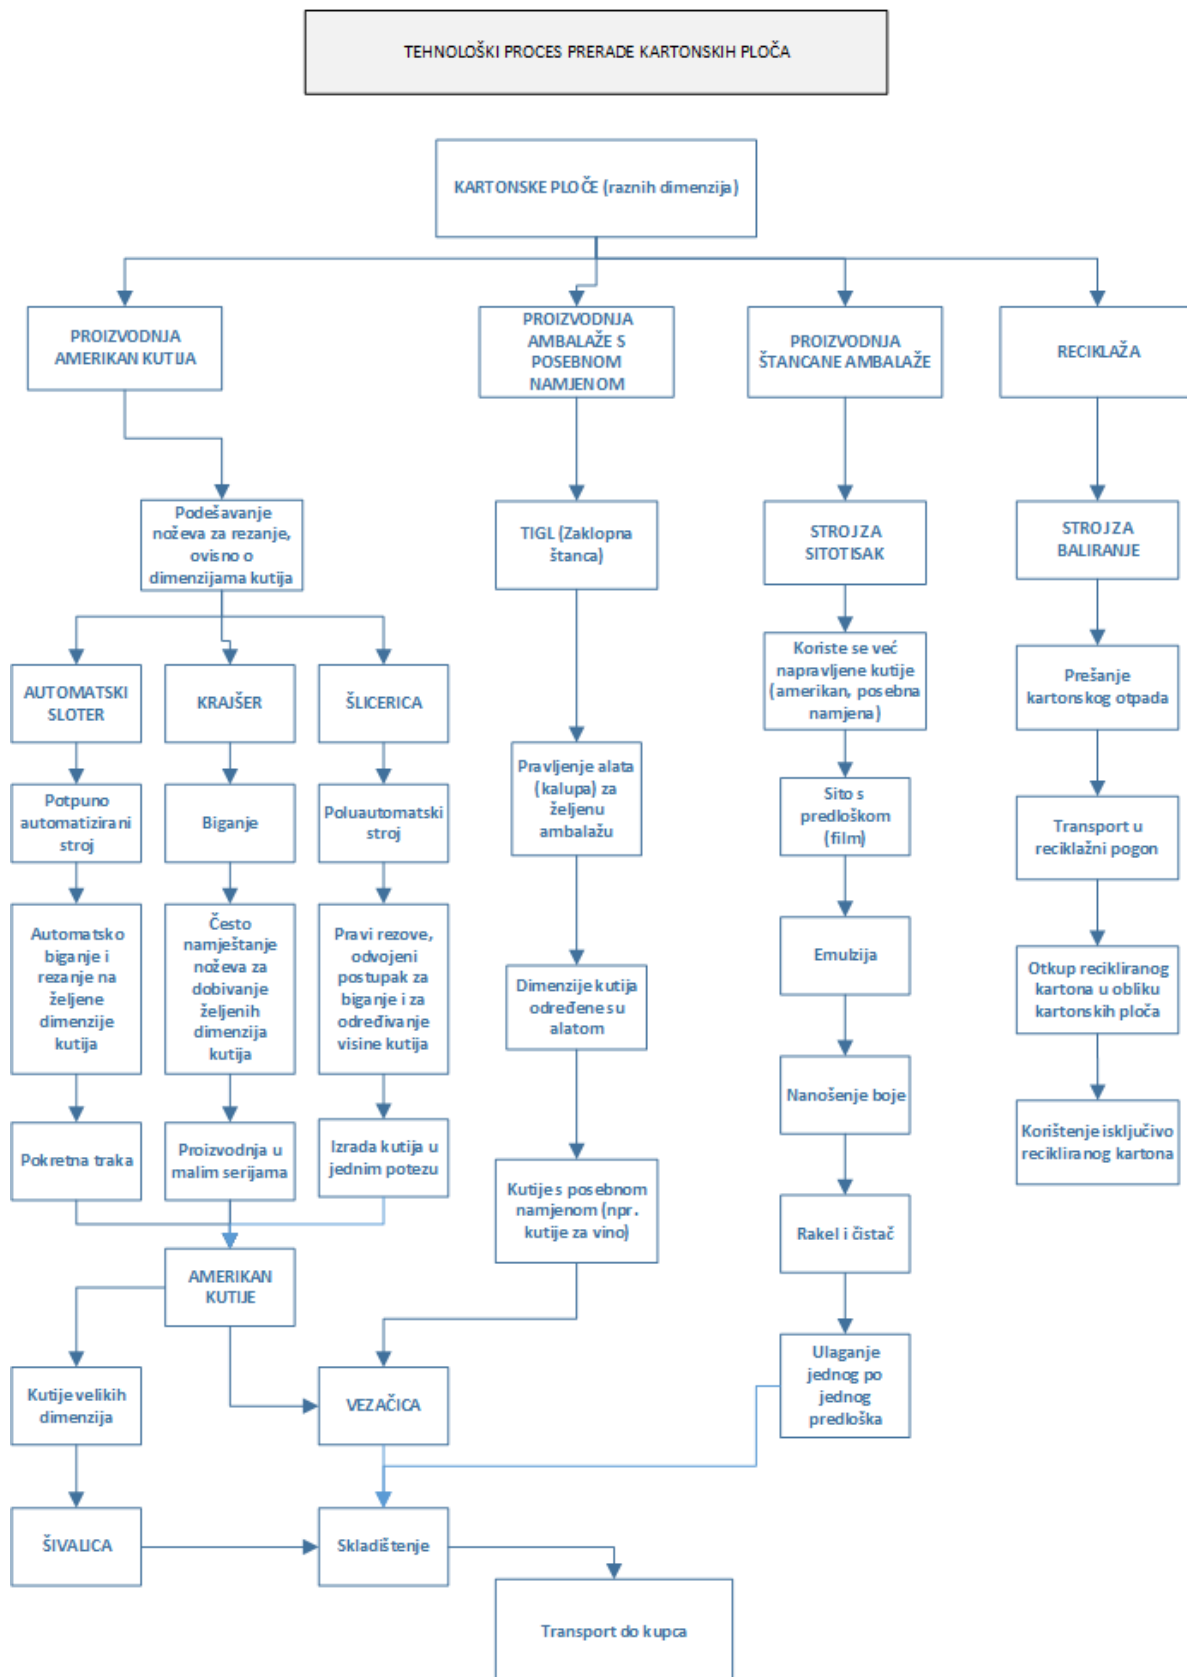 TEHNOLOŠKI PROCES PRERADE KARTONSKIH PLOČA
KARTONSKE PLOČE (raznih dimenzija)
PROIZVODNJA
AMERIKAN KUTIJA
PROIZVODNJA
AMBALAŽE S
POSEBNOM
NAMJENOM
PROIZVODNJA
ŠTANCANE AMBALAŽE
RECIKLAŽA
Podešavanje
noževa za rezanje,
ovisno o
dimenzijama kutija
TIGL (Zaklopna
štanca)
STROJ ZA
SITOTISAK
STROJ ZA
BALIRANJE
AUTOMATSKI
SLOTER
KRAJŠER
ŠLICERICA
Koriste se već
napravljene kutije
(amerikan, posebna
namjena)
Prešanje
kartonskog otpada
Potpuno
automatizirani
stroj
Biganje
Poluautomatski
stroj
Pravljenje alata
(kalupa) za
željenu
ambalažu
Sito s
predloškom
(film)
Transport u
reciklažni pogon
Automatsko
biganje i
rezanje na
željene
dimenzije
kutija
Često
namještanje
noževa za
dobivanje
željenih
dimenzija
kutija
Pravi rezove,
odvojeni
postupak za
biganje i za
određivanje
visine kutija
Dimenzije kutija
određene su
alatom
Emulzija
Otkup recikliranog
kartona u obliku
kartonskih ploča
Nanošenje boje
Pokretna traka
Proizvodnja u
malim serijama
Izrada kutija u
jednim potezu
Korištenje isključivo
recikliranog kartona
Kutije s posebnom
namjenom (npr.
kutije za vino)
Rakel i čistač
AMERIKAN
KUTIJE
Kutije velikih
dimenzija
VEZAČICA
Ulaganje
jednog po
jednog
predloška
ŠIVALICA
Skladištenje
Transport do kupca